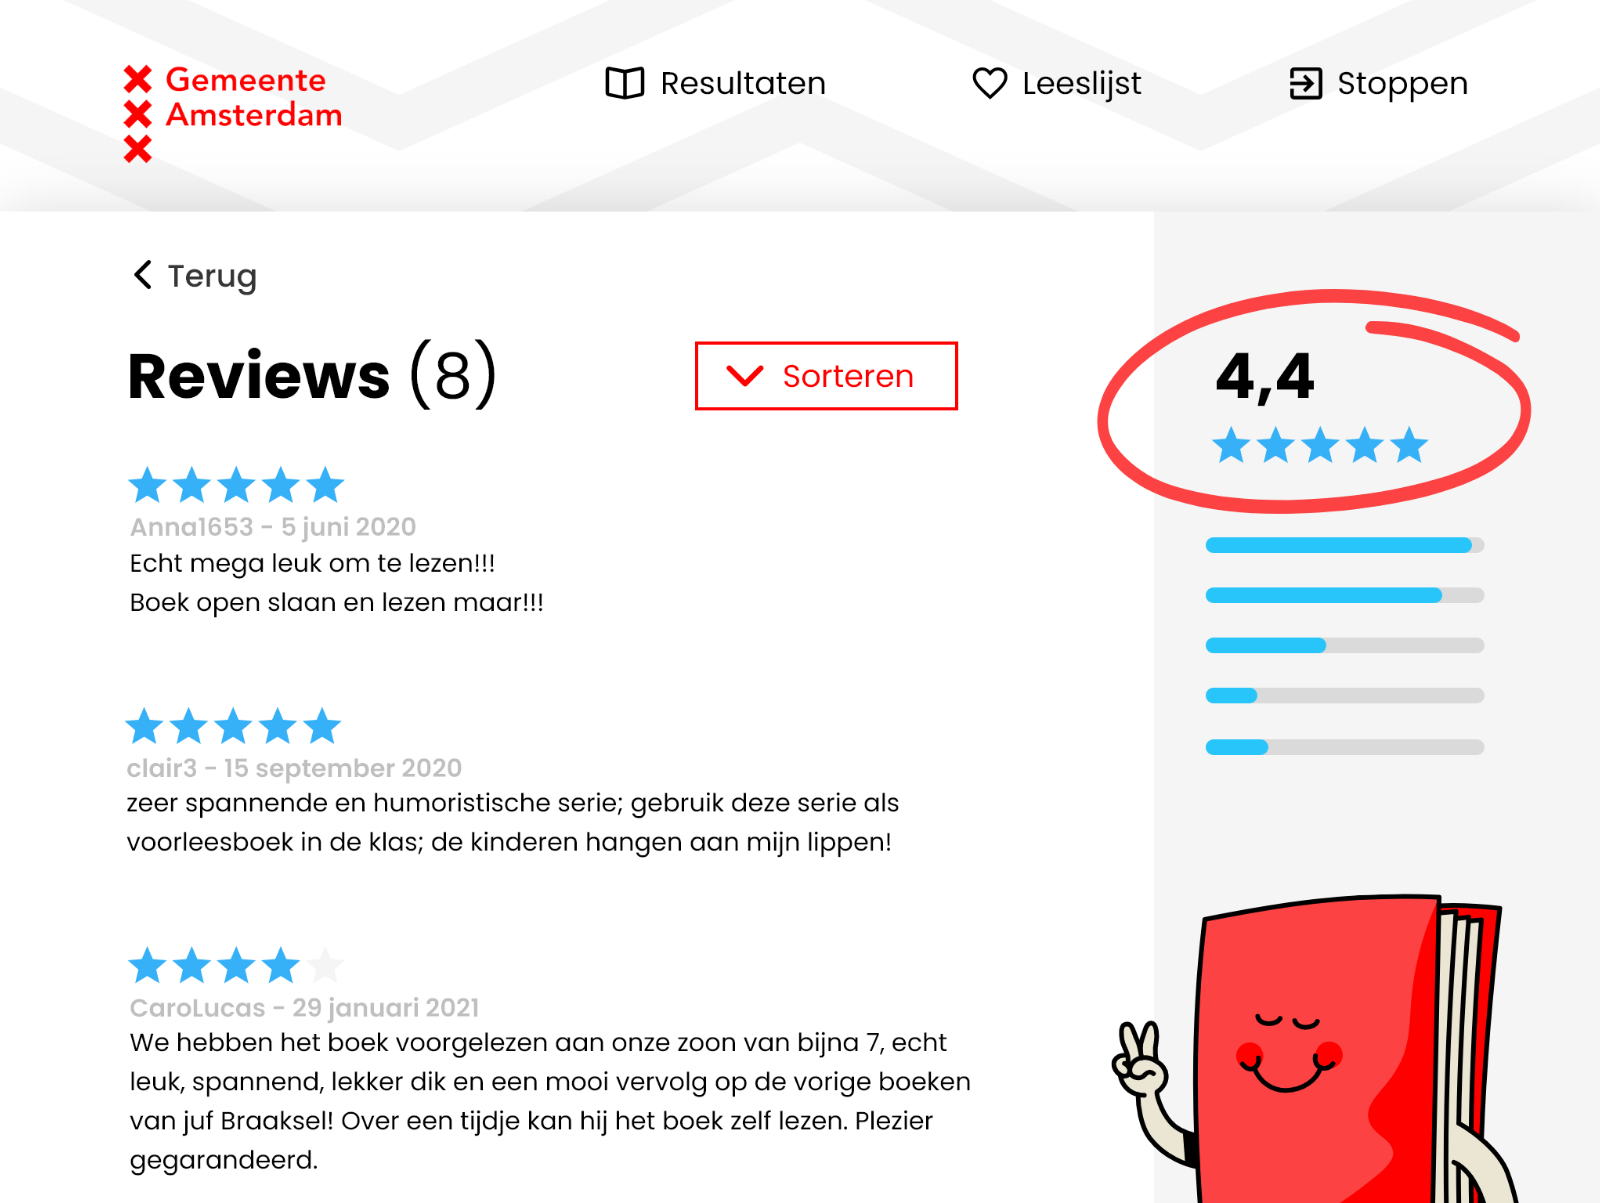 Gemeente
Amsterdam
Resultaten
Leeslijst
Stoppen
Terug
Reviews (8)
Sorteren
4,4
Anna1653 - 5 juni 2020
Echt mega leuk om te lezen!!!
Boek open slaan en lezen maar!!!
clair3 - 15 september 2020
zeer spannende en humoristische serie; gebruik deze serie als
voorleesboek in de klas; de kinderen hangen aan mijn lippen!
CaroLucas - 29 januari 2021
We hebben het boek voorgelezen aan onze zoon van bijna 7, echt
leuk, spannend, lekker dik en een mooi vervolg op de vorige boeken
van juf Braaksel! Over een tijdje kan hij het boek zelf lezen. Plezier
gegarandeerd.